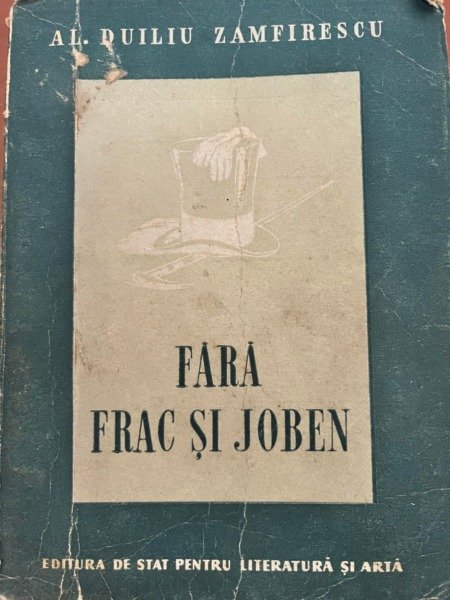 AL. DUILIU ZAMFIRESCU
FĂRĂ
FRAC ȘI JOBEN
EDITURA DE STAT PENTRU LITERATURĂ ȘI ARTĂ